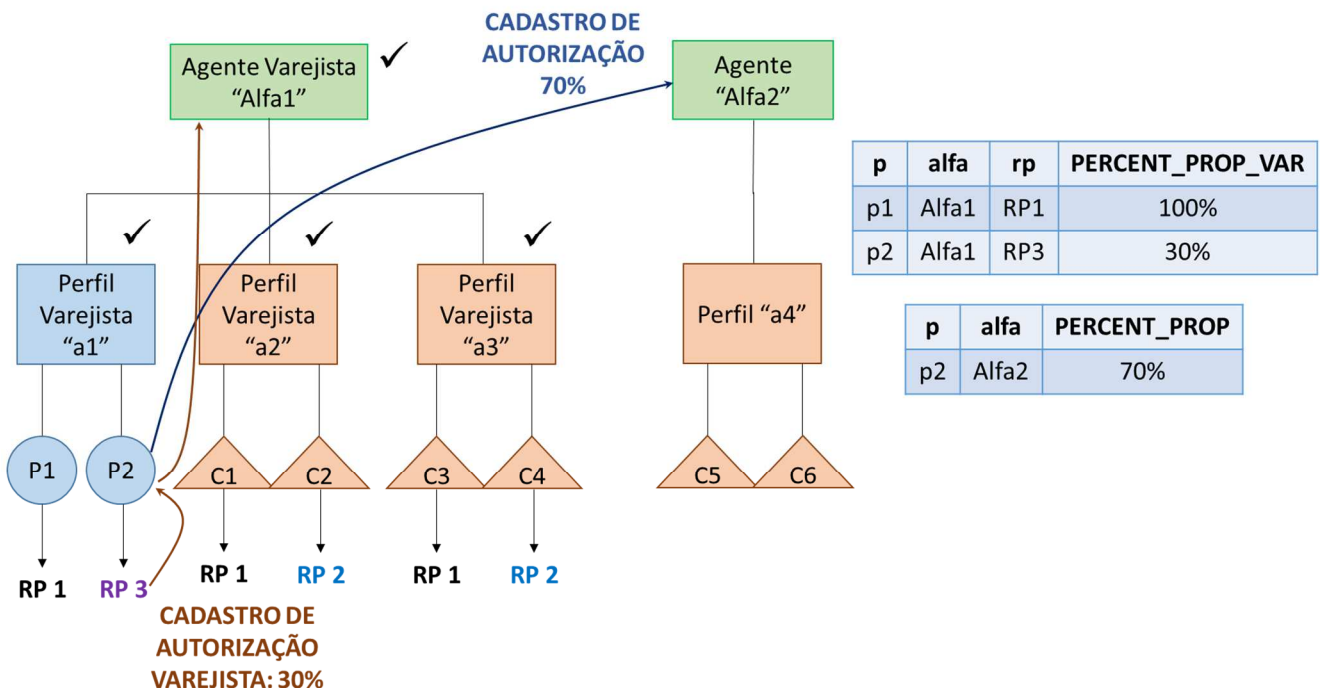 CADASTRO DE
AUTORIZAÇÃO
70%
Agente Varejista
“Alfa1”
Agente
“Alfa2”
p alfa rp PERCENT_PROP_VAR
p1 Alfa1 RP1 100%
p2 Alfa1 RP3 30%
Perfil
Varejista
“a1”
Perfil
Varejista
“a2”
Perfil
Varejista
“a3”
Perfil “a4”
p alfa PERCENT_PROP
p2 Alfa2 70%
P1 P2 C1 C2 C3 C4 C5 C6
RP 1 RP 3 RP 1 RP 2 RP 1 RP 2
CADASTRO DE
AUTORIZAÇÃO
VAREJISTA: 30%